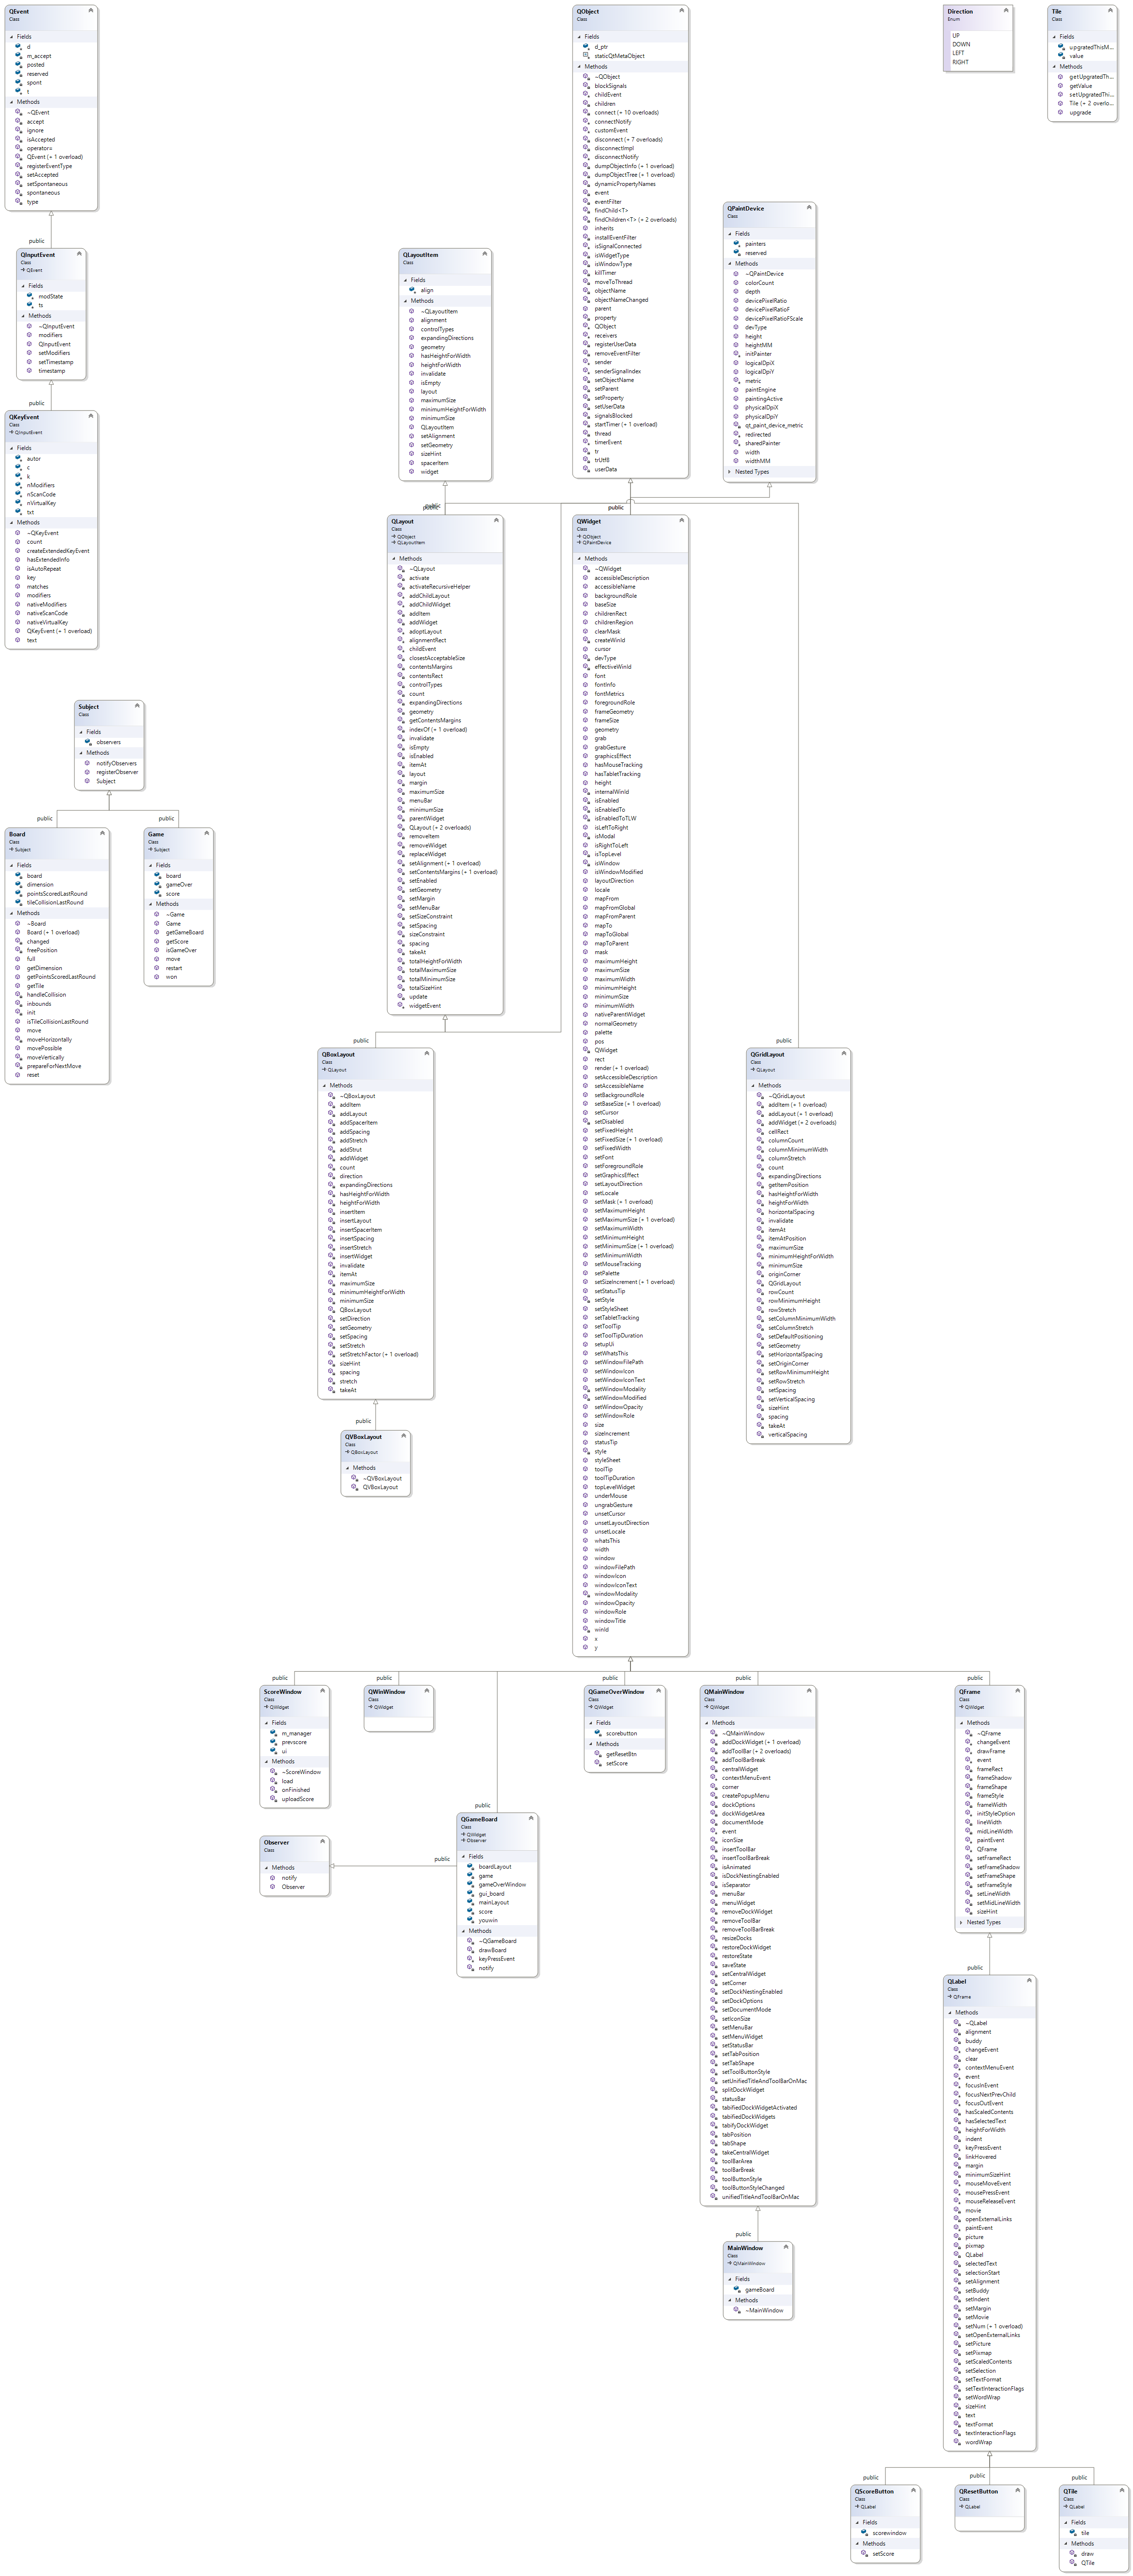 QEvent
Class
Fields
d
m_accept
posted
reserved
spont
t
Methods
~QEvent
accept
ignore
isAccepted
operator=
QEvent (+ 1 overload)
registerEventType
setAccepted
setSpontaneous
spontaneous
type
public
QInputEvent
Class
QEvent
Fields
modState
ts
Methods
~QInputEvent
modifiers
QInputEvent
setModifiers
setTimestamp
timestamp
public
QKeyEvent
Class
QInputEvent
Fields
autor
c
k
nModifiers
nScanCode
nVirtualKey
txt
Methods
~QKeyEvent
count
createExtendedKeyEvent
hasExtendedInfo
isAutoRepeat
key
matches
modifiers
nativeModifiers
nativeScanCode
nativeVirtualKey
QKeyEvent (+ 1 overload)
text
QLayoutItem
Class
Fields
align
Methods
~QLayoutItem
alignment
controlTypes
expandingDirections
geometry
hasHeightForWidth
heightForWidth
invalidate
isEmpty
layout
maximumSize
minimumHeightForWidth
minimumSize
QLayoutItem
setAlignment
setGeometry
sizeHint
spacerItem
widget
QObject
Class
Fields
d_ptr
staticQtMetaObject
Methods
~QObject
blockSignals
childEvent
children
connect (+ 10 overloads)
connectNotify
customEvent
disconnect (+ 7 overloads)
disconnectImpl
disconnectNotify
dumpObjectInfo (+ 1 overload)
dumpObjectTree (+ 1 overload)
dynamicPropertyNames
event
eventFilter
findChild<T>
findChildren<T> (+ 2 overloads)
inherits
installEventFilter
isSignalConnected
isWidgetType
isWindowType
killTimer
moveToThread
objectName
objectNameChanged
parent
property
QObject
receivers
registerUserData
removeEventFilter
sender
senderSignalIndex
setObjectName
setParent
setProperty
setUserData
signalsBlocked
startTimer (+ 1 overload)
thread
timerEvent
tr
trUtf8
userData
QPaintDevice
Class
Fields
painters
reserved
Methods
~QPaintDevice
colorCount
depth
devicePixelRatio
devicePixelRatioF
devicePixelRatioFScale
devType
height
heightMM
initPainter
logicalDpiX
logicalDpiY
metric
paintEngine
paintingActive
physicalDpiX
physicalDpiY
qt_paint_device_metric
redirected
sharedPainter
width
widthMM
Nested Types
Direction
Enum
UP
DOWN
LEFT
RIGHT
Tile
Class
Fields
upgratedThisM...
value
Methods
getUpgratedTh...
getValue
setUpgratedThi...
Tile (+ 2 overlo...
upgrade
Subject
Class
Fields
observers
Methods
notifyObservers
registerObserver
Subject
public
public
Board
Class
Subject
Fields
board
dimension
pointsScoredLastRound
tileCollisionLastRound
Methods
~Board
Board (+ 1 overload)
changed
freePosition
full
getDimension
getPointsScoredLastRound
getTile
handleCollision
inbounds
init
isTileCollisionLastRound
move
moveHorizontally
movePossible
moveVertically
prepareForNextMove
reset
Game
Class
Subject
Fields
board
gameOver
score
Methods
~Game
Game
getGameBoard
getScore
isGameOver
move
restart
won
public
public
QLayout
Class
QObject
QLayoutItem
Methods
~QLayout
activate
activateRecursiveHelper
addChildLayout
addChildWidget
addItem
addWidget
adoptLayout
alignmentRect
childEvent
closestAcceptableSize
contentsMargins
contentsRect
controlTypes
count
expandingDirections
geometry
getContentsMargins
indexOf (+ 1 overload)
invalidate
isEmpty
isEnabled
itemAt
layout
margin
maximumSize
menuBar
minimumSize
parentWidget
QLayout (+ 2 overloads)
removeItem
removeWidget
replaceWidget
setAlignment (+ 1 overload)
setContentsMargins (+ 1 overload)
setEnabled
setGeometry
setMargin
setMenuBar
setSizeConstraint
setSpacing
sizeConstraint
spacing
takeAt
totalHeightForWidth
totalMaximumSize
totalMinimumSize
totalSizeHint
update
widgetEvent
public
QWidget
Class
QObject
QPaintDevice
Methods
~QWidget
accessibleDescription
accessibleName
backgroundRole
baseSize
childrenRect
childrenRegion
clearMask
createWinId
cursor
devType
effectiveWinId
font
fontInfo
fontMetrics
foregroundRole
frameGeometry
frameSize
geometry
grab
grabGesture
graphicsEffect
hasMouseTracking
hasTabletTracking
height
internalWinId
isEnabled
isEnabledTo
isEnabledToTLW
isLeftToRight
isModal
isRightToLeft
isTopLevel
isWindow
isWindowModified
layoutDirection
locale
mapFrom
mapFromGlobal
mapFromParent
mapTo
mapToGlobal
mapToParent
mask
maximumHeight
maximumSize
maximumWidth
minimumHeight
minimumSize
minimumWidth
nativeParentWidget
normalGeometry
palette
pos
QWidget
rect
render (+ 1 overload)
setAccessibleDescription
setAccessibleName
setBackgroundRole
setBaseSize (+ 1 overload)
setCursor
setDisabled
setFixedHeight
setFixedSize (+ 1 overload)
setFixedWidth
setFont
setForegroundRole
setGraphicsEffect
setLayoutDirection
setLocale
setMask (+ 1 overload)
setMaximumHeight
setMaximumSize (+ 1 overload)
setMaximumWidth
setMinimumHeight
setMinimumSize (+ 1 overload)
setMinimumWidth
setMouseTracking
setPalette
setSizeIncrement (+ 1 overload)
setStatusTip
setStyle
setStyleSheet
setTabletTracking
setToolTip
setToolTipDuration
setupUi
setWhatsThis
setWindowFilePath
setWindowIcon
setWindowIconText
setWindowModality
setWindowModified
setWindowOpacity
setWindowRole
size
sizeIncrement
statusTip
style
styleSheet
toolTip
toolTipDuration
topLevelWidget
underMouse
ungrabGesture
unsetCursor
unsetLayoutDirection
unsetLocale
whatsThis
width
window
windowFilePath
windowIcon
windowIconText
windowModality
windowOpacity
windowRole
windowTitle
winId
x
y
public
QBoxLayout
Class
QLayout
Methods
~QBoxLayout
addItem
addLayout
addSpacerItem
addSpacing
addStretch
addStrut
addWidget
count
direction
expandingDirections
hasHeightForWidth
heightForWidth
insertItem
insertLayout
insertSpacerItem
insertSpacing
insertStretch
insertWidget
invalidate
itemAt
maximumSize
minimumHeightForWidth
minimumSize
QBoxLayout
setDirection
setGeometry
setSpacing
setStretch
setStretchFactor (+ 1 overload)
sizeHint
spacing
stretch
takeAt
public
QVBoxLayout
Class
QBoxLayout
Methods
~QVBoxLayout
QVBoxLayout
public
QGridLayout
Class
QLayout
Methods
~QGridLayout
addItem (+ 1 overload)
addLayout (+ 1 overload)
addWidget (+ 2 overloads)
cellRect
columnCount
columnMinimumWidth
columnStretch
count
expandingDirections
getItemPosition
hasHeightForWidth
heightForWidth
horizontalSpacing
invalidate
itemAt
itemAtPosition
maximumSize
minimumHeightForWidth
minimumSize
originCorner
QGridLayout
rowCount
rowMinimumHeight
rowStretch
setColumnMinimumWidth
setColumnStretch
setDefaultPositioning
setGeometry
setHorizontalSpacing
setOriginCorner
setRowMinimumHeight
setRowStretch
setSpacing
setVerticalSpacing
sizeHint
spacing
takeAt
verticalSpacing
public
ScoreWindow
Class
QWidget
Fields
m_manager
prevscore
ui
Methods
~ScoreWindow
load
onFinished
uploadScore
public
QWinWindow
Class
QWidget
public
QGameOverWindow
Class
QWidget
Fields
scorebutton
Methods
getResetBtn
setScore
public
QMainWindow
Class
QWidget
Methods
~QMainWindow
addDockWidget (+ 1 overload)
addToolBar (+ 2 overloads)
addToolBarBreak
centralWidget
contextMenuEvent
corner
createPopupMenu
dockOptions
dockWidgetArea
documentMode
event
iconSize
insertToolBar
insertToolBarBreak
isAnimated
isDockNestingEnabled
isSeparator
menuBar
menuWidget
removeDockWidget
removeToolBar
removeToolBarBreak
resizeDocks
restoreDockWidget
restoreState
saveState
setCentralWidget
setCorner
setDockNestingEnabled
setDockOptions
setDocumentMode
setIconSize
setMenuBar
setMenuWidget
setStatusBar
setTabPosition
setTabShape
setToolButtonStyle
setUnifiedTitleAndToolBarOnMac
splitDockWidget
statusBar
tabifiedDockWidgetActivated
tabifiedDockWidgets
tabifyDockWidget
tabPosition
tabShape
takeCentralWidget
toolBarArea
toolBarBreak
toolButtonStyle
toolButtonStyleChanged
unifiedTitleAndToolBarOnMac
public
QFrame
Class
QWidget
Methods
~QFrame
changeEvent
drawFrame
event
frameRect
frameShadow
frameShape
frameStyle
frameWidth
initStyleOption
lineWidth
midLineWidth
paintEvent
QFrame
setFrameRect
setFrameShadow
setFrameShape
setFrameStyle
setLineWidth
setMidLineWidth
sizeHint
Nested Types
public
QGameBoard
Class
QWidget
Observer
Fields
boardLayout
game
gameOverWindow
gui_board
mainLayout
score
youwin
Methods
~QGameBoard
drawBoard
keyPressEvent
notify
public
Observer
Class
Methods
notify
Observer
public
MainWindow
Class
QMainWindow
Fields
gameBoard
Methods
~MainWindow
public
QLabel
Class
QFrame
Methods
~QLabel
alignment
buddy
changeEvent
clear
contextMenuEvent
event
focusInEvent
focusNextPrevChild
focusOutEvent
hasScaledContents
hasSelectedText
heightForWidth
indent
keyPressEvent
linkHovered
margin
minimumSizeHint
mouseMoveEvent
mousePressEvent
mouseReleaseEvent
movie
openExternalLinks
paintEvent
picture
pixmap
QLabel
selectedText
selectionStart
setAlignment
setBuddy
setIndent
setMargin
setMovie
setNum (+ 1 overload)
setOpenExternalLinks
setPicture
setPixmap
setScaledContents
setSelection
setTextFormat
setTextInteractionFlags
setWordWrap
sizeHint
text
textFormat
textInteractionFlags
wordWrap
public
QScoreButton
Class
QLabel
Fields
scorewindow
Methods
setScore
public
QResetButton
Class
QLabel
public
QTile
Class
QLabel
Fields
tile
Methods
draw
QTile